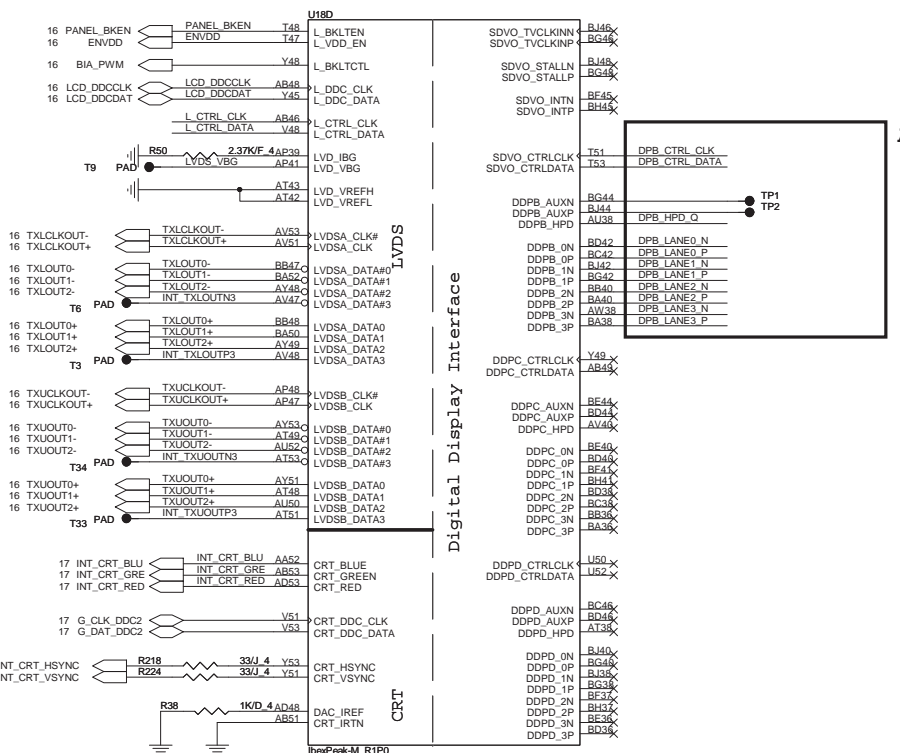 U18D
16 PANEL_BKEN PANEL_BKEN T48 L_BKLTEN
16 ENVDD ENVDD T47 L_VDD_EN
16 BIA_PWM Y48 L_BKLTCTL
16 LCD_DDCCLK LCD_DDCCLK AB48 L_DDC_CLK
16 LCD_DDCDAT LCD_DDCDAT Y45 L_DDC_DATA
L_CTRL_CLK AB46 L_CTRL_CLK
L_CTRL_DATA V48 L_CTRL_DATA
R50 2.37K/F_4 AP39 LVD_IBG
T9 PAD LVDS_VBG AP41 LVD_VBG
AT43 LVD_VREFH
AT42 LVD_VREFL
16 TXLCLKOUT- TXLCLKOUT- AV53 LVDSA_CLK#
16 TXLCLKOUT+ TXLCLKOUT+ AV51 LVDSA_CLK
16 TXLOUT0- TXLOUT0- BB47 LVDSA_DATA#0
16 TXLOUT1- TXLOUT1- BA52 LVDSA_DATA#1
16 TXLOUT2- TXLOUT2- AY48 LVDSA_DATA#2
T6 PAD INT_TXLOUTN3 AV47 LVDSA_DATA#3
16 TXLOUT0+ TXLOUT0+ BB48 LVDSA_DATA0
16 TXLOUT1+ TXLOUT1+ BA50 LVDSA_DATA1
16 TXLOUT2+ TXLOUT2+ AY49 LVDSA_DATA2
T3 PAD INT_TXLOUTP3 AV48 LVDSA_DATA3
16 TXUCLKOUT- TXUCLKOUT- AP48 LVDSB_CLK#
16 TXUCLKOUT+ TXUCLKOUT+ AP47 LVDSB_CLK
16 TXUOUT0- TXUOUT0- AY53 LVDSB_DATA#0
16 TXUOUT1- TXUOUT1- AT49 LVDSB_DATA#1
16 TXUOUT2- TXUOUT2- AU52 LVDSB_DATA#2
T34 PAD INT_TXUOUTN3 AT53 LVDSB_DATA#3
16 TXUOUT0+ TXUOUT0+ AY51 LVDSB_DATA0
16 TXUOUT1+ TXUOUT1+ AT48 LVDSB_DATA1
16 TXUOUT2+ TXUOUT2+ AU50 LVDSB_DATA2
T33 PAD INT_TXUOUTP3 AT51 LVDSB_DATA3
17 INT_CRT_BLU INT_CRT_BLU AA52 CRT_BLUE
17 INT_CRT_GRE INT_CRT_GRE AB53 CRT_GREEN
17 INT_CRT_RED INT_CRT_RED AD53 CRT_RED
17 G_CLK_DDC2 V51 CRT_DDC_CLK
17 G_DAT_DDC2 V53 CRT_DDC_DATA
NT_CRT_HSYNC R218 33/J_4 Y53 CRT_HSYNC
NT_CRT_VSYNC R224 33/J_4 Y51 CRT_VSYNC
R38 1K/D_4 AD48 DAC_IREF
AB51 CRT_IRTN
IbexPeak-M_R1P0
LVDS
CRT
Digital Display Interface
SDVO_TVCLKINN BJ46
SDVO_TVCLKINP BG46
SDVO_STALLN BJ48
SDVO_STALLP BG48
SDVO_INTN BF45
SDVO_INTP BH45
SDVO_CTRLCLK T51 DPB_CTRL_CLK
SDVO_CTRLDATA T53 DPB_CTRL_DATA
DDPB_AUXN BG44 TP1
DDPB_AUXP BJ44 TP2
DDPB_HPD AU38 DPB_HPD_Q
DDPB_0N BD42 DPB_LANE0_N
DDPB_0P BC42 DPB_LANE0_P
DDPB_1N BJ42 DPB_LANE1_N
DDPB_1P BG42 DPB_LANE1_P
DDPB_2N BB40 DPB_LANE2_N
DDPB_2P BA40 DPB_LANE2_P
DDPB_3N AW38 DPB_LANE3_N
DDPB_3P BA38 DPB_LANE3_P
DDPC_CTRLCLK Y49
DDPC_CTRLDATA AB49
DDPC_AUXN BE44
DDPC_AUXP BD44
DDPC_HPD AV40
DDPC_0N BE40
DDPC_0P BD40
DDPC_1N BF41
DDPC_1P BH41
DDPC_2N BD38
DDPC_2P BC38
DDPC_3N BB36
DDPC_3P BA36
DDPD_CTRLCLK U50
DDPD_CTRLDATA U52
DDPD_AUXN BC46
DDPD_AUXP BD46
DDPD_HPD AT38
DDPD_0N BJ40
DDPD_0P BG40
DDPD_1N BJ38
DDPD_1P BG38
DDPD_2N BF37
DDPD_2P BH37
DDPD_3N BE36
DDPD_3P BD36